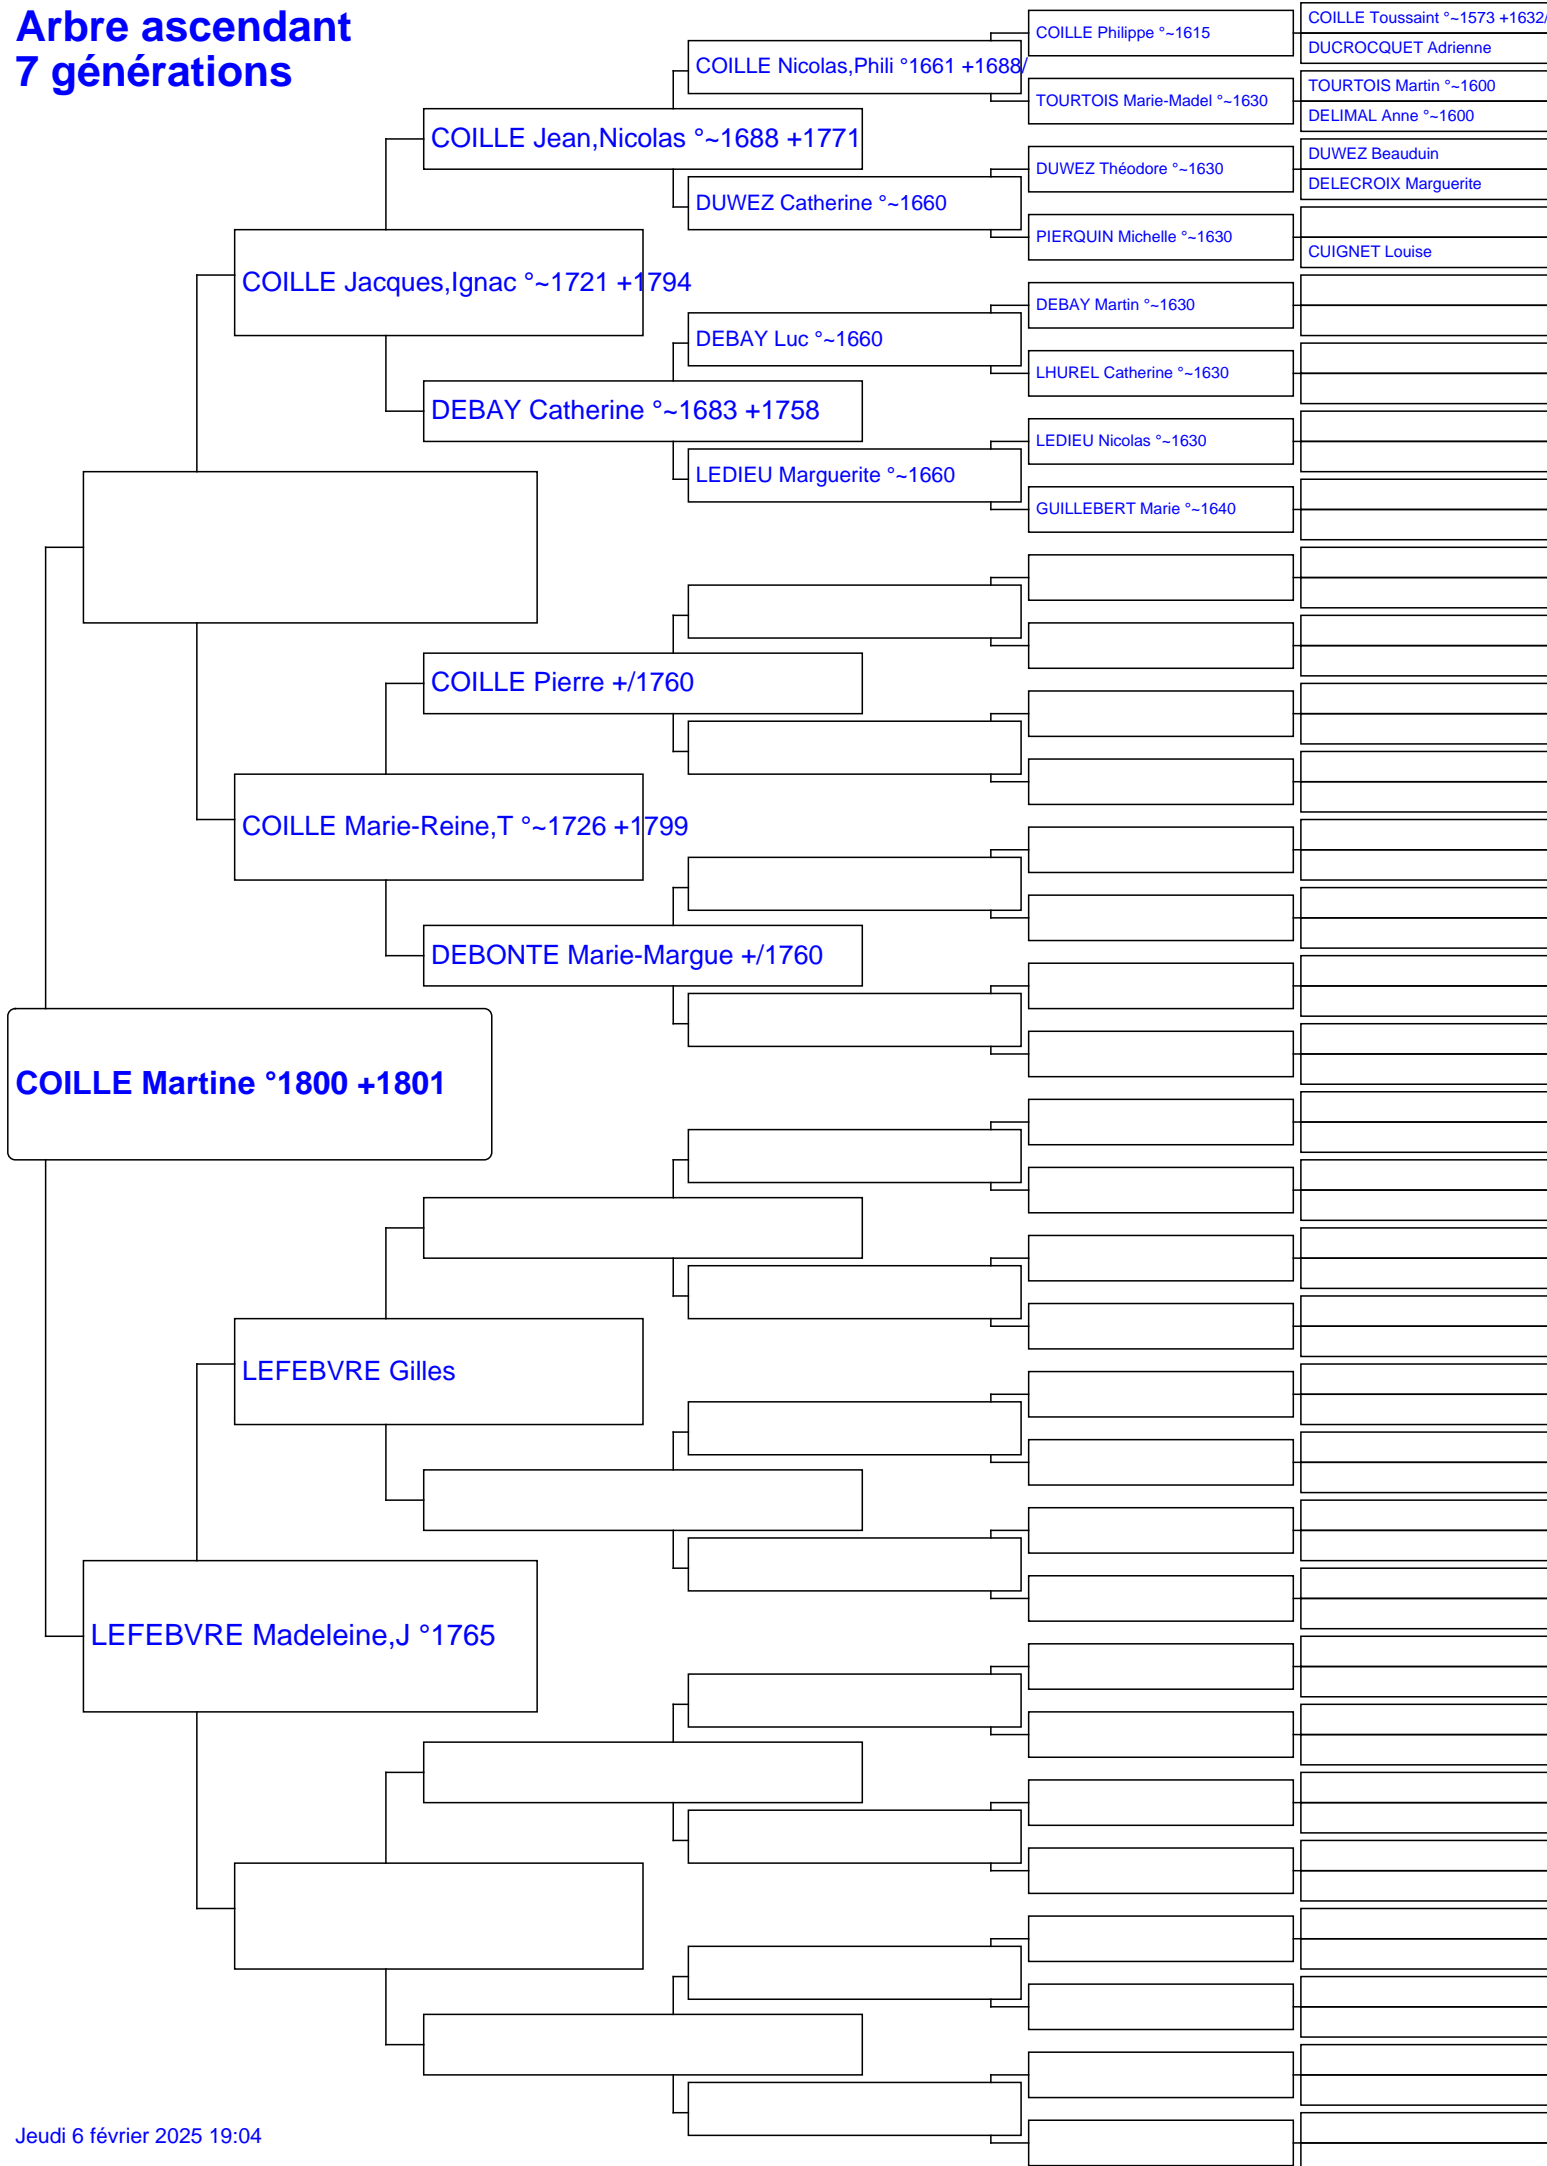 Arbre ascendant
7 générations
COILLE Toussaint °~1573 +1632/
COILLE Philippe °~1615
DUCROCQUET Adrienne
COILLE Nicolas,Phili °1661 +1688/
TOURTOIS Martin °~1600
TOURTOIS Marie-Madel °~1630
DELIMAL Anne °~1600
COILLE Jean,Nicolas °~1688 +1771
DUWEZ Beauduin
DUWEZ Théodore °~1630
DELECROIX Marguerite
DUWEZ Catherine °~1660
PIERQUIN Michelle °~1630
CUIGNET Louise
COILLE Jacques,Ignac °~1721 +1794
DEBAY Martin °~1630
DEBAY Luc °~1660
LHUREL Catherine °~1630
DEBAY Catherine °~1683 +1758
LEDIEU Nicolas °~1630
LEDIEU Marguerite °~1660
GUILLEBERT Marie °~1640
COILLE Pierre +/1760
COILLE Marie-Reine,T °~1726 +1799
DEBONTE Marie-Margue +/1760
COILLE Martine °1800 +1801
LEFEBVRE Gilles
LEFEBVRE Madeleine,J °1765
Jeudi 6 février 2025 19:04